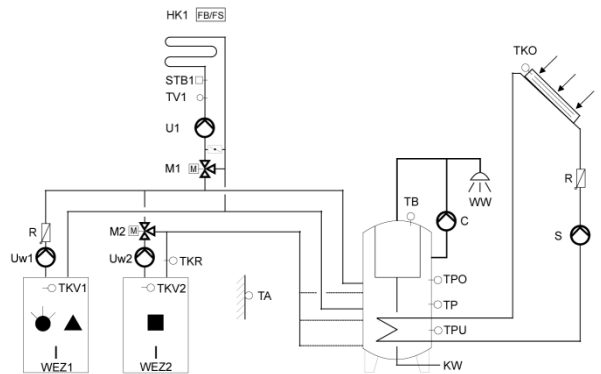 HK1 FB/FS
TKO
STB1
TV1
U1
M1 M
R
WW
TB
C
R
M2 M
S
Uw1
Uw2
TKR
TKV1
TKV2
TA
TPO
TP
TPU
WEZ1
WEZ2
KW